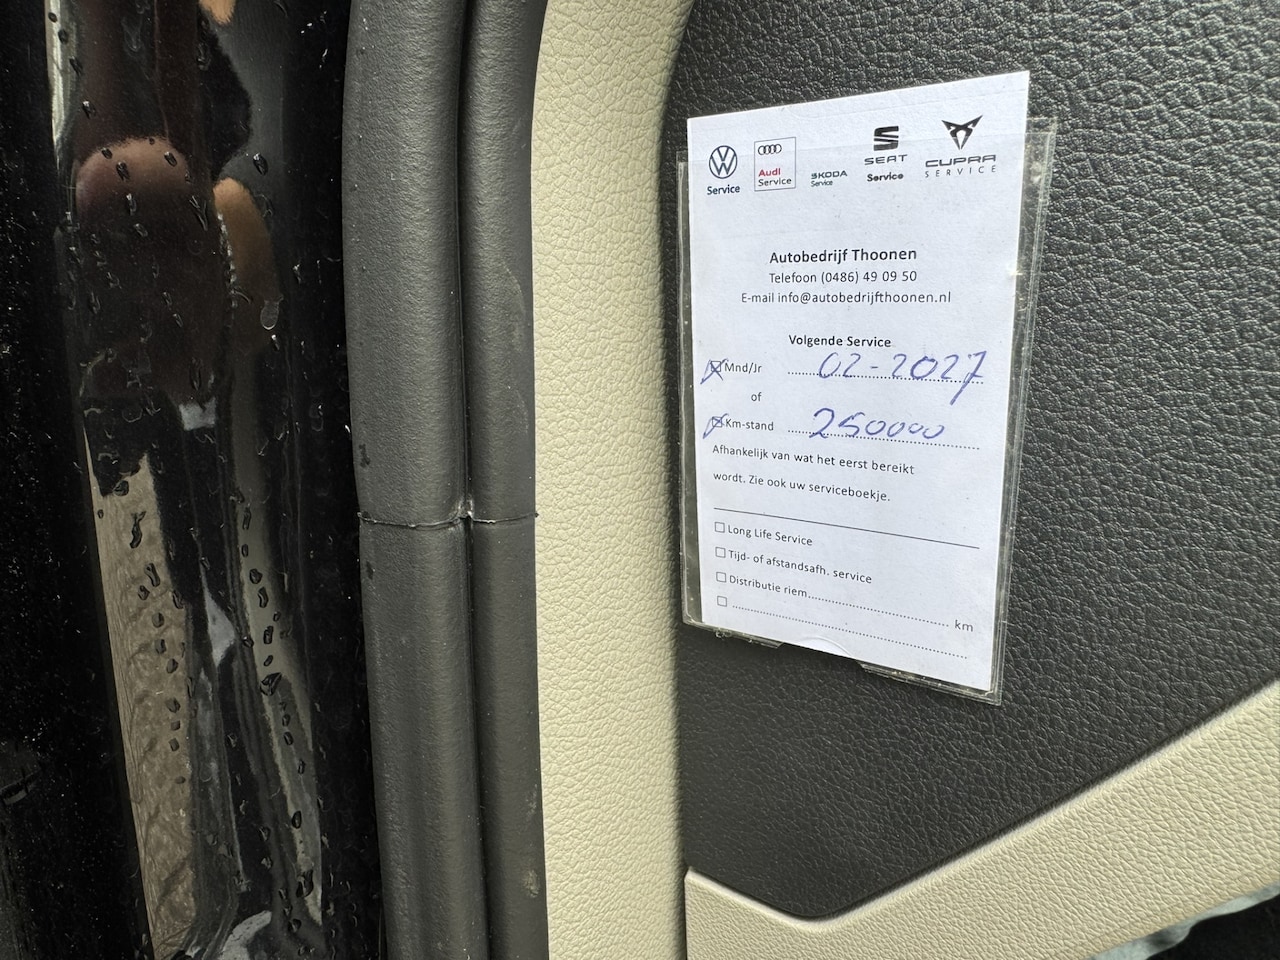 Service
Audi
Service
ŠKODA
Service
SEAT
Service
CUPRA
SERVICE
Autobedrijf Thoonen
Telefoon (0486) 49 09 50
E-mail info@autobedrijfthoonen.nl
Volgende Service
Mnd/Jr 02-2027
of
Km-stand 250000
Afhankelijk van wat het eerst bereikt
wordt. Zie ook uw serviceboekje.
Long Life Service
Tijd- of afstandsafh. service
Distributie riem
km